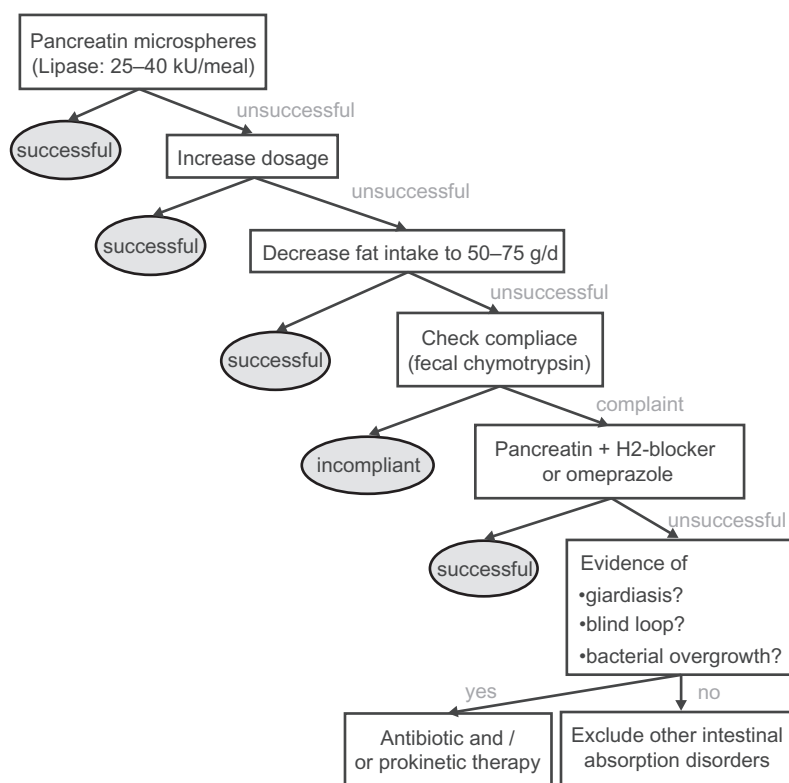 Pancreatin microspheres
(Lipase: 25–40 kU/meal)
unsuccessful
successful
Increase dosage
unsuccessful
successful
Decrease fat intake to 50–75 g/d
unsuccessful
successful
Check compliace
(fecal chymotrypsin)
complaint
incompliant
Pancreatin + H2-blocker
or omeprazole
unsuccessful
successful
Evidence of
•giardiasis?
•blind loop?
•bacterial overgrowth?
yes
no
Antibiotic and /
or prokinetic therapy
Exclude other intestinal
absorption disorders